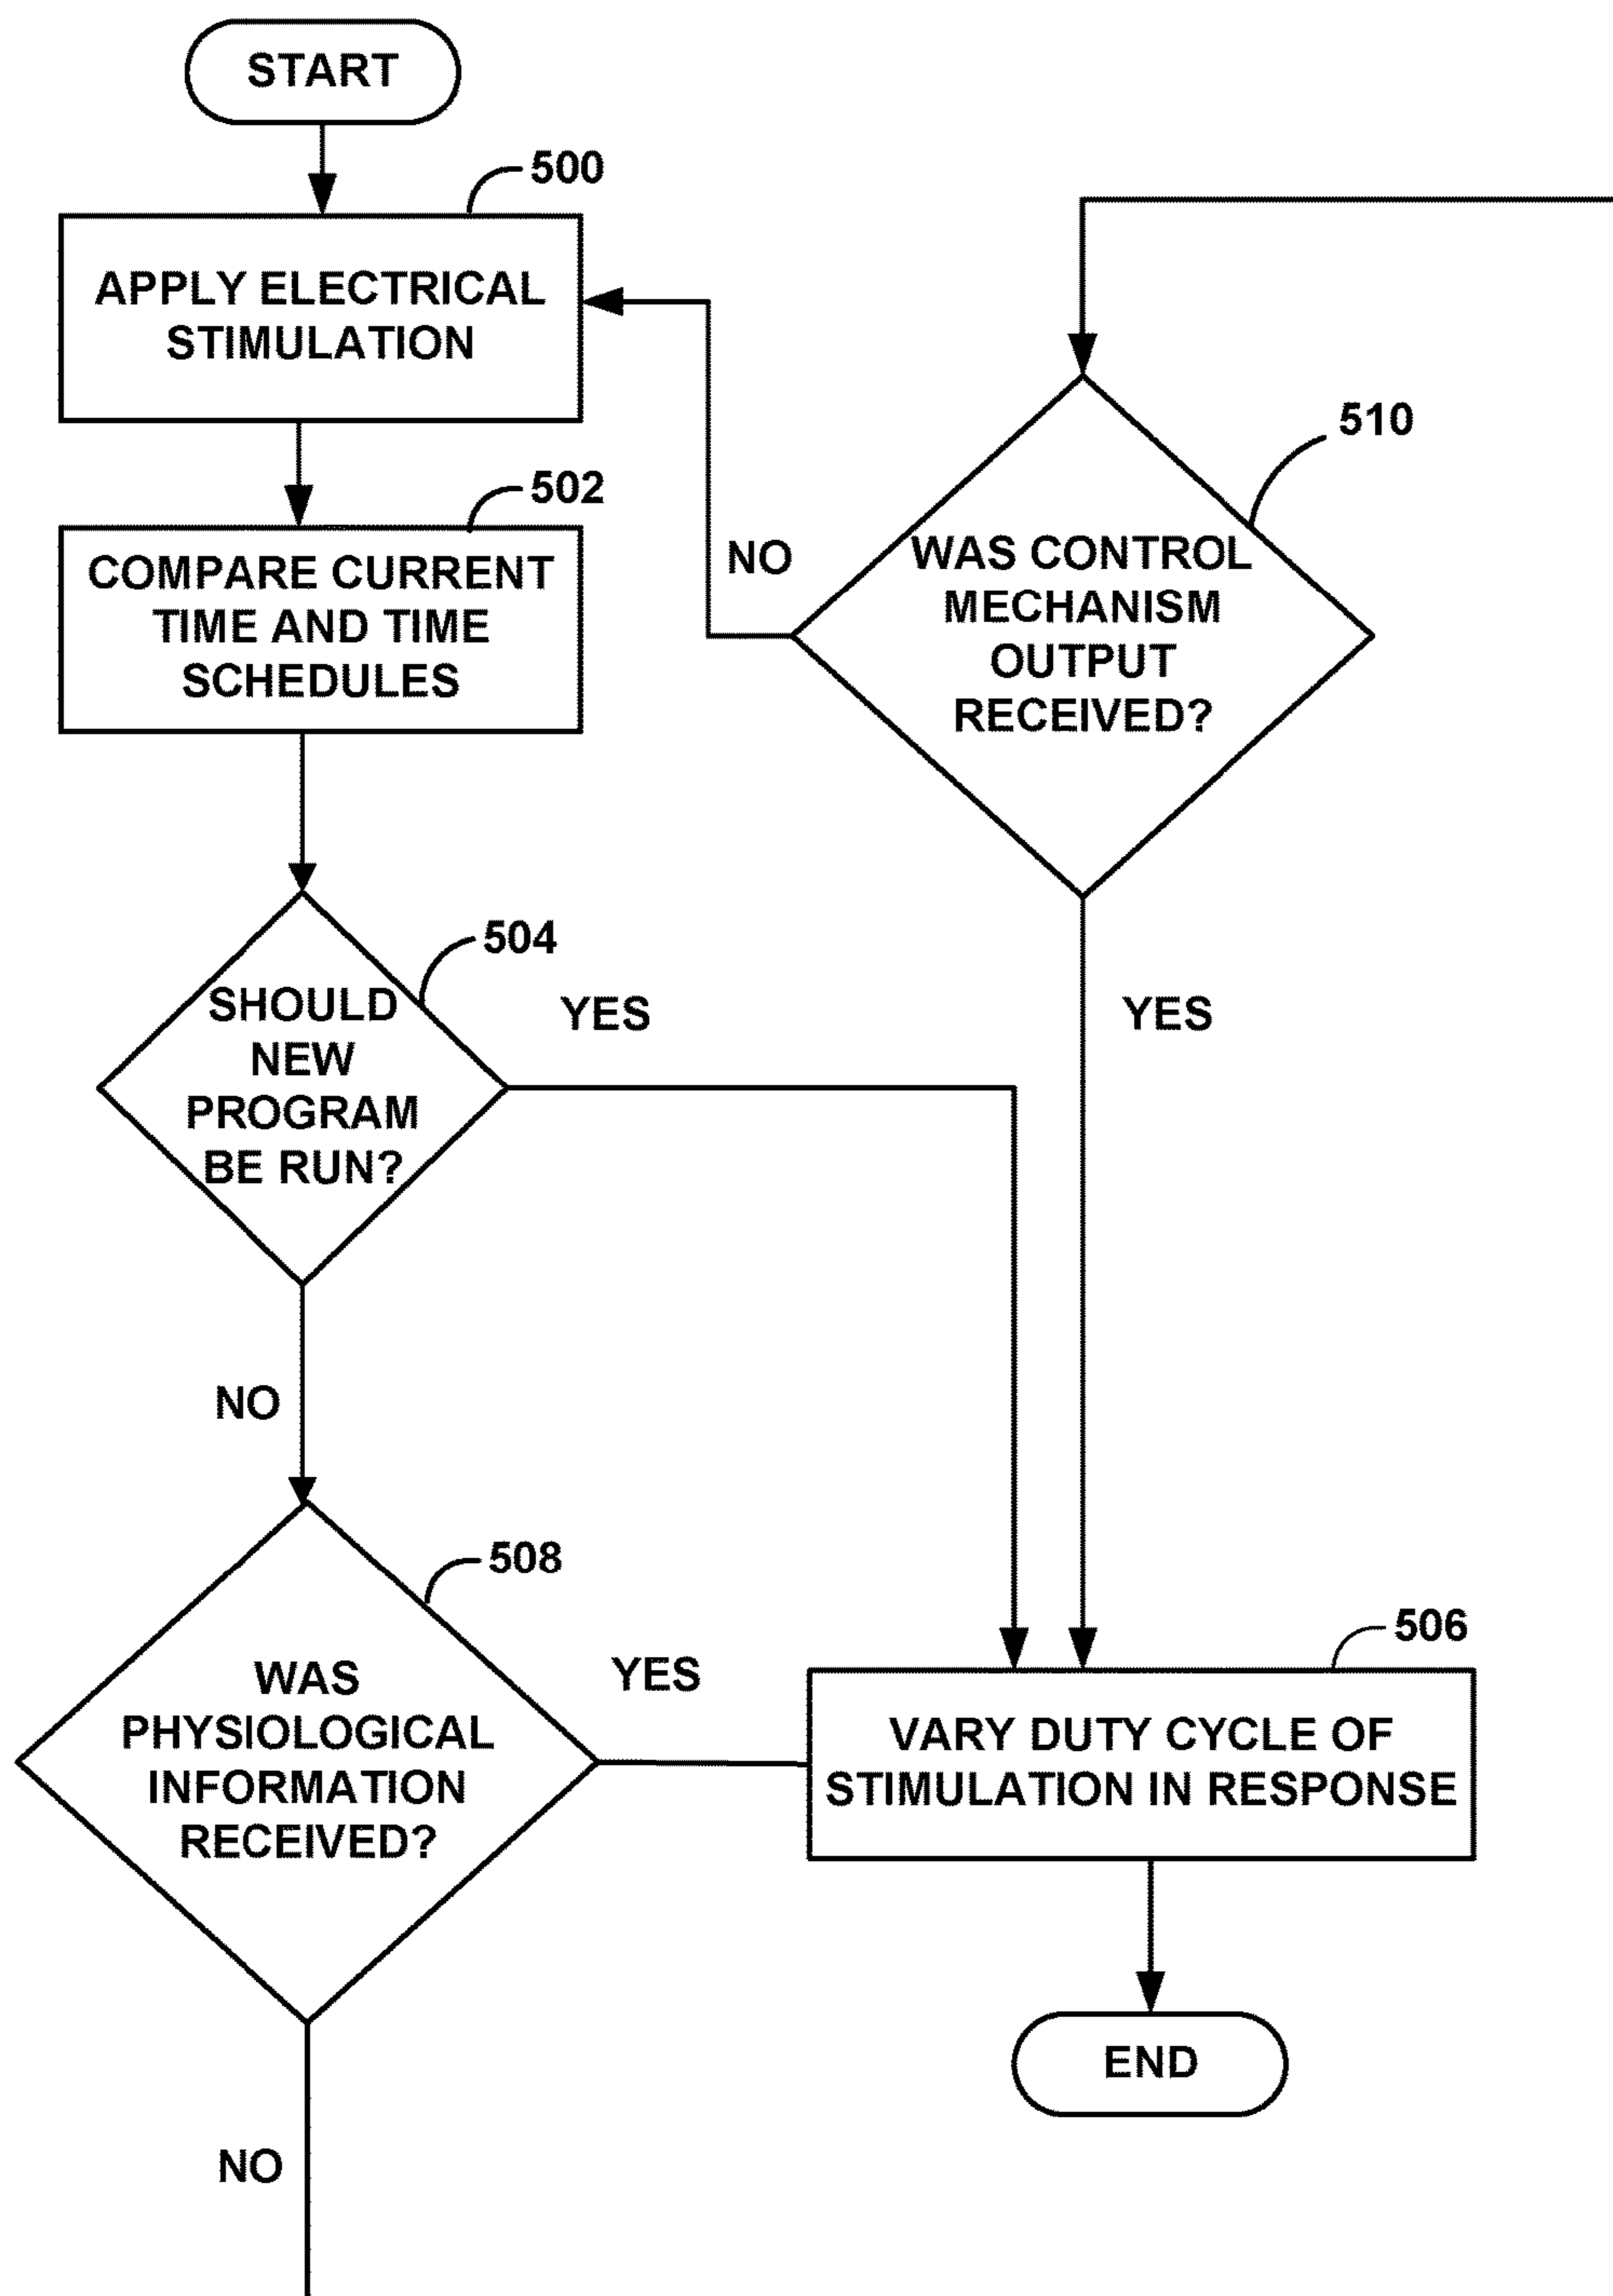 START
500
APPLY ELECTRICAL
STIMULATION
502
COMPARE CURRENT
TIME AND TIME
SCHEDULES
504
SHOULD
NEW
PROGRAM
BE RUN?
YES
NO
508
WAS
PHYSIOLOGICAL
INFORMATION
RECEIVED?
YES
NO
510
WAS CONTROL
MECHANISM
OUTPUT
RECEIVED?
NO
YES
506
VARY DUTY CYCLE OF
STIMULATION IN RESPONSE
END